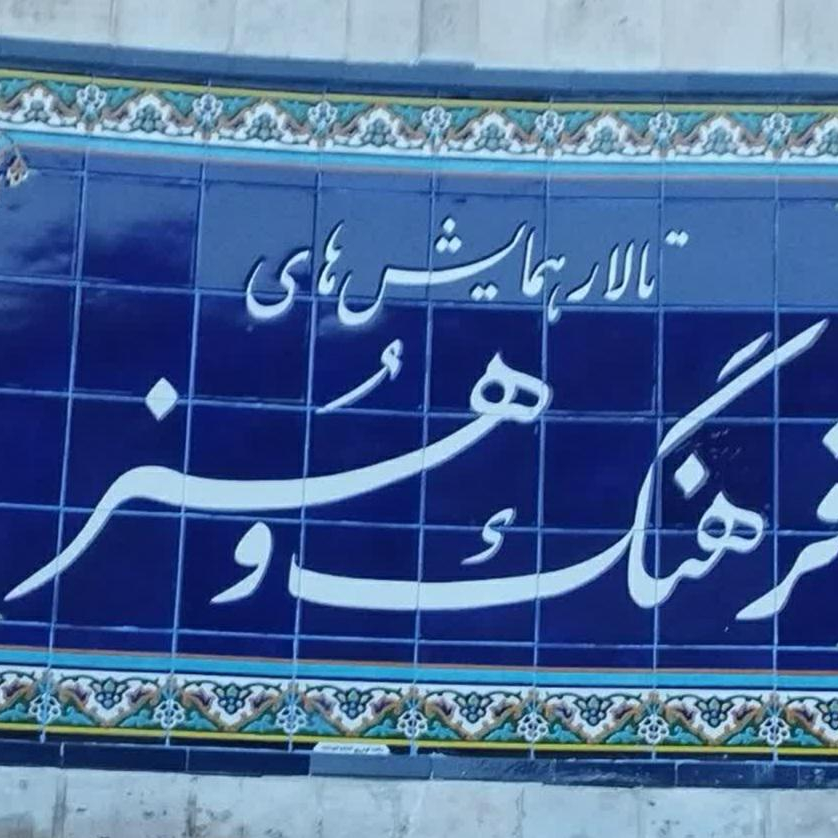 تالار همایش‌های
فرهنگ و هنر